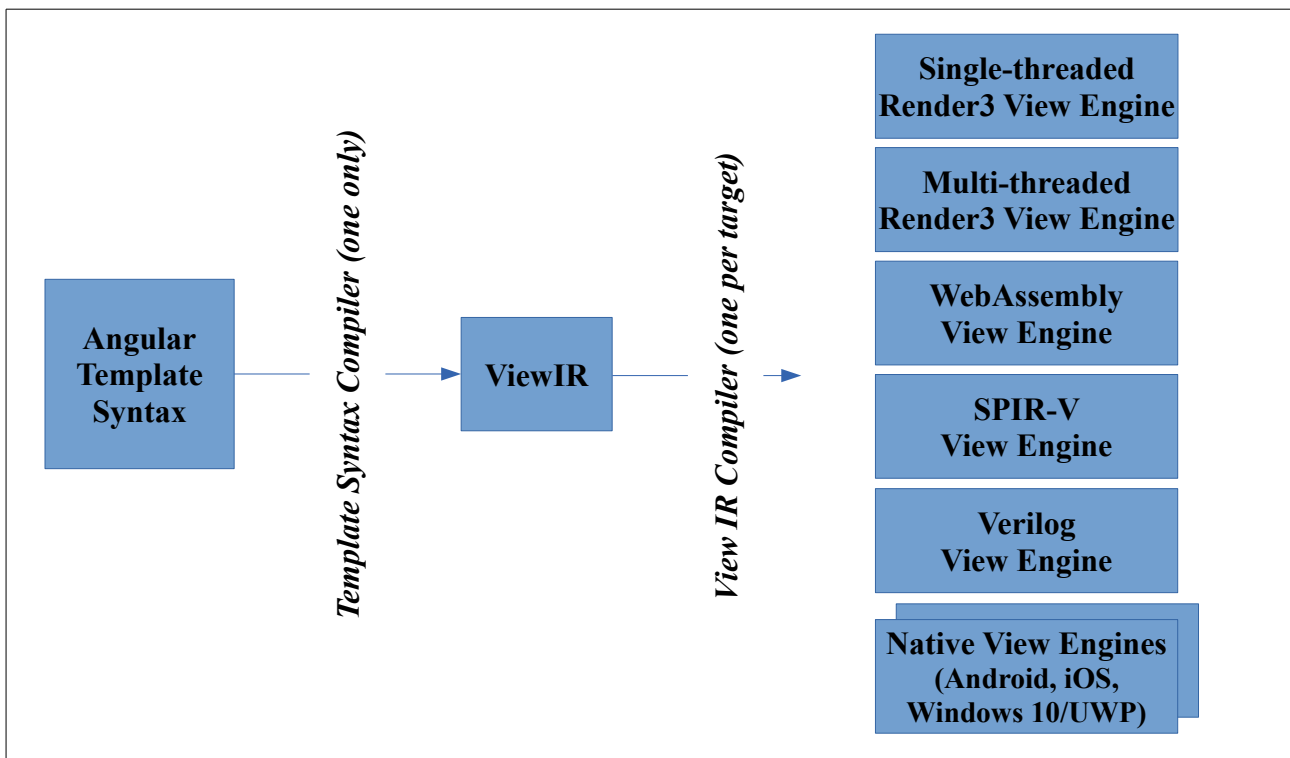 Angular
Template
Syntax
Template Syntax Compiler (one only)
ViewIR
View IR Compiler (one per target)
Single-threaded
Render3 View Engine
Multi-threaded
Render3 View Engine
WebAssembly
View Engine
SPIR-V
View Engine
Verilog
View Engine
Native View Engines
(Android, iOS,
Windows 10/UWP)